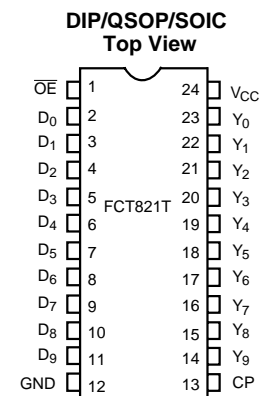 DIP/QSOP/SOIC
Top View
OE 1 24 VCC
D0 2 23 Y0
D1 3 22 Y1
D2 4 21 Y2
D3 5 20 Y3
FCT821T
D4 6 19 Y4
D5 7 18 Y5
D6 8 17 Y6
D7 9 16 Y7
D8 10 15 Y8
D9 11 14 Y9
GND 12 13 CP